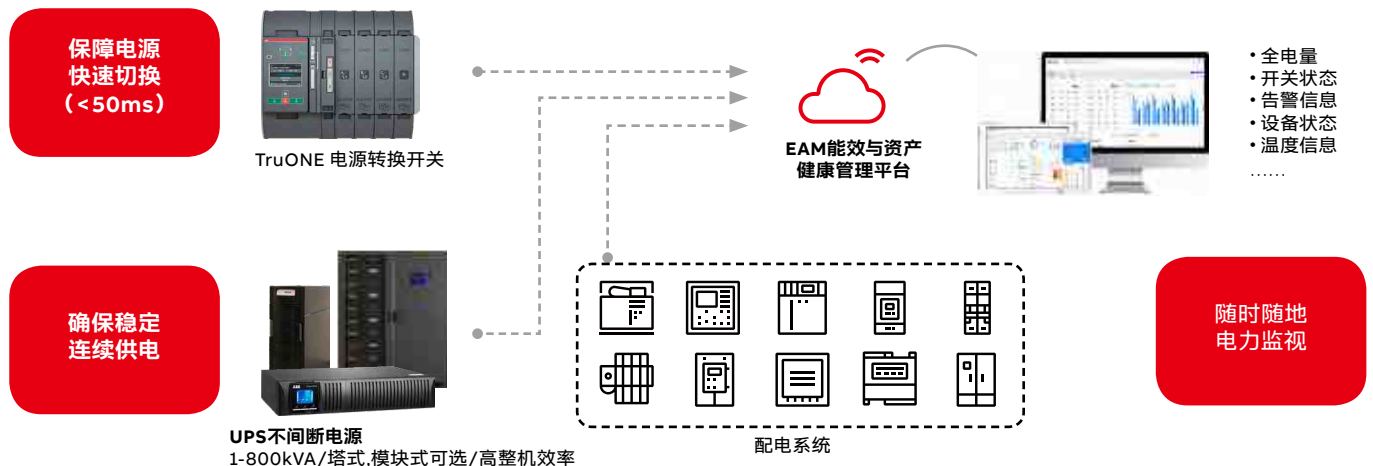 保障电源
快速切换
(<50ms)
TruONE 电源转换开关
EAM能效与资产
健康管理平台
•全电量
•开关状态
•告警信息
•设备状态
•温度信息
......
确保稳定
连续供电
UPS不间断电源
1-800kVA/塔式,模块式可选/高整机效率
配电系统
随时随地
电力监视